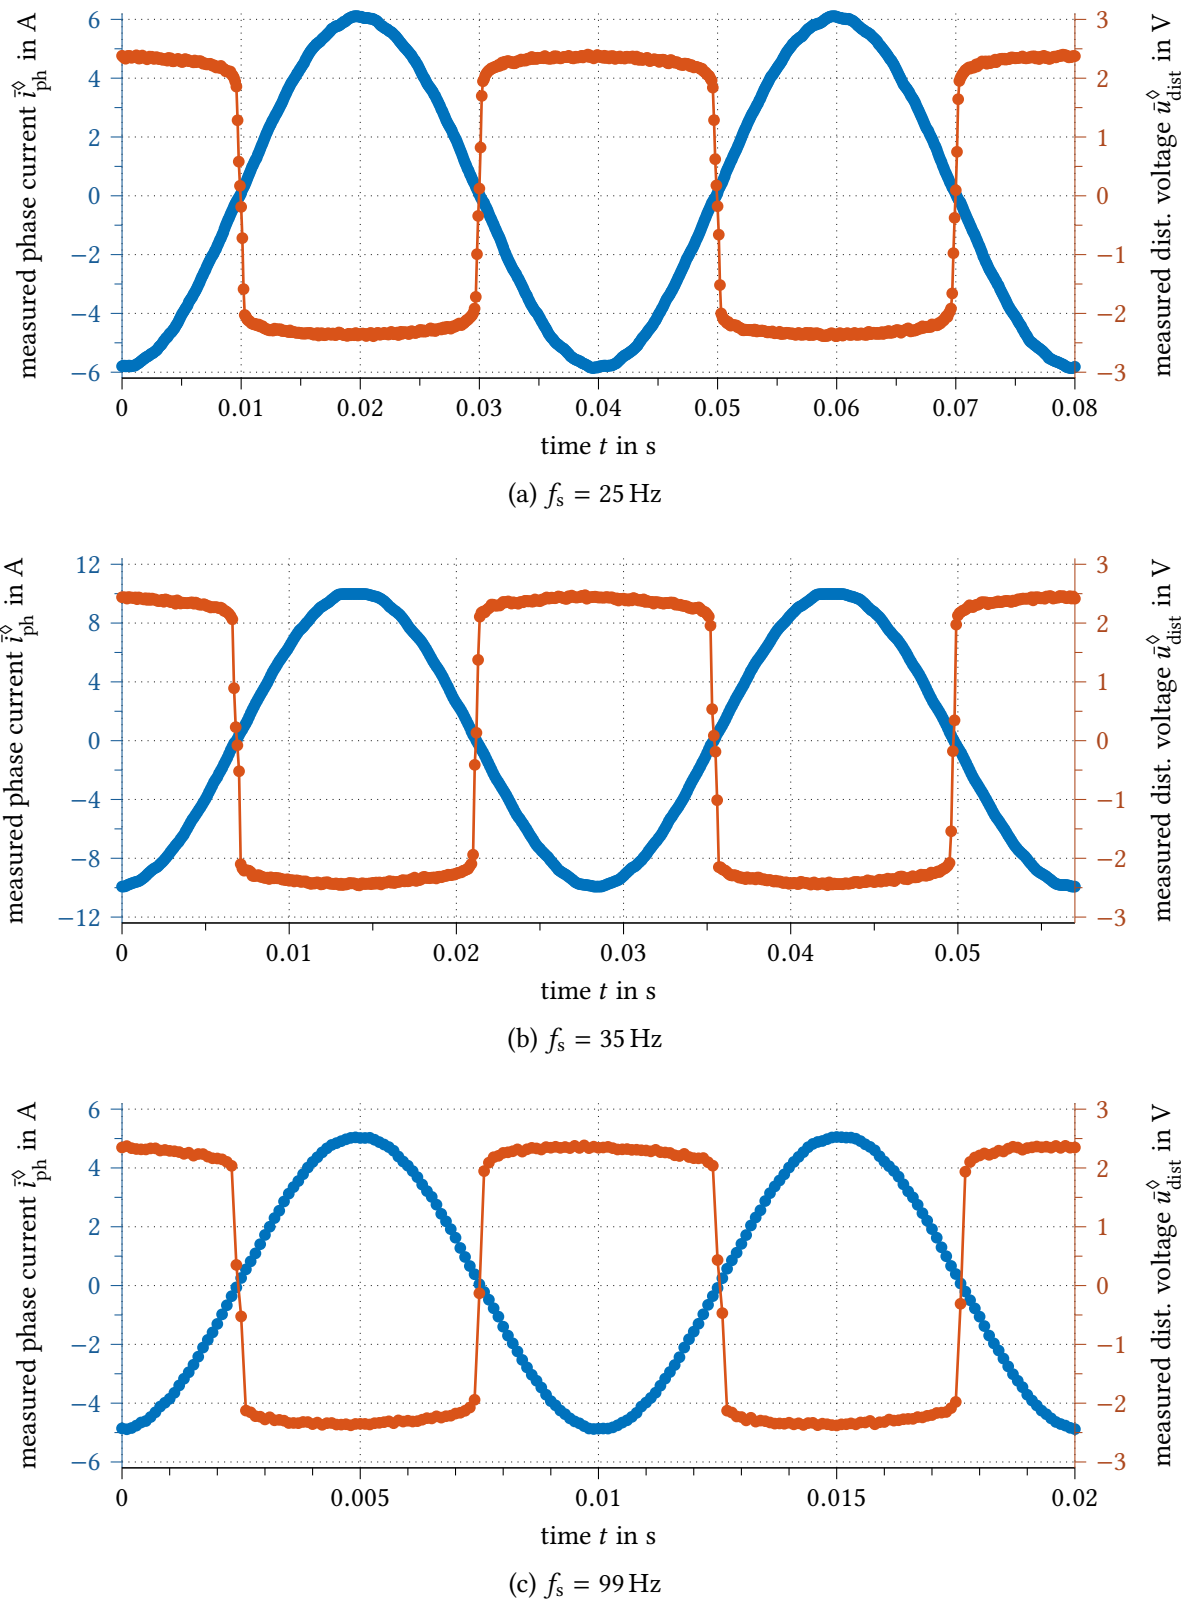 measured phase current ī◊ph in A
6
4
2
0
−2
−4
−6
3
2
1
0
−1
−2
−3
measured dist. voltage ū◊dist in V
0 0.01 0.02 0.03 0.04 0.05 0.06 0.07 0.08
time t in s
(a) fs = 25 Hz
measured phase current ī◊ph in A
12
8
4
0
−4
−8
−12
3
2
1
0
−1
−2
−3
measured dist. voltage ū◊dist in V
0 0.01 0.02 0.03 0.04 0.05
time t in s
(b) fs = 35 Hz
measured phase current ī◊ph in A
6
4
2
0
−2
−4
−6
3
2
1
0
−1
−2
−3
measured dist. voltage ū◊dist in V
0 0.005 0.01 0.015 0.02
time t in s
(c) fs = 99 Hz